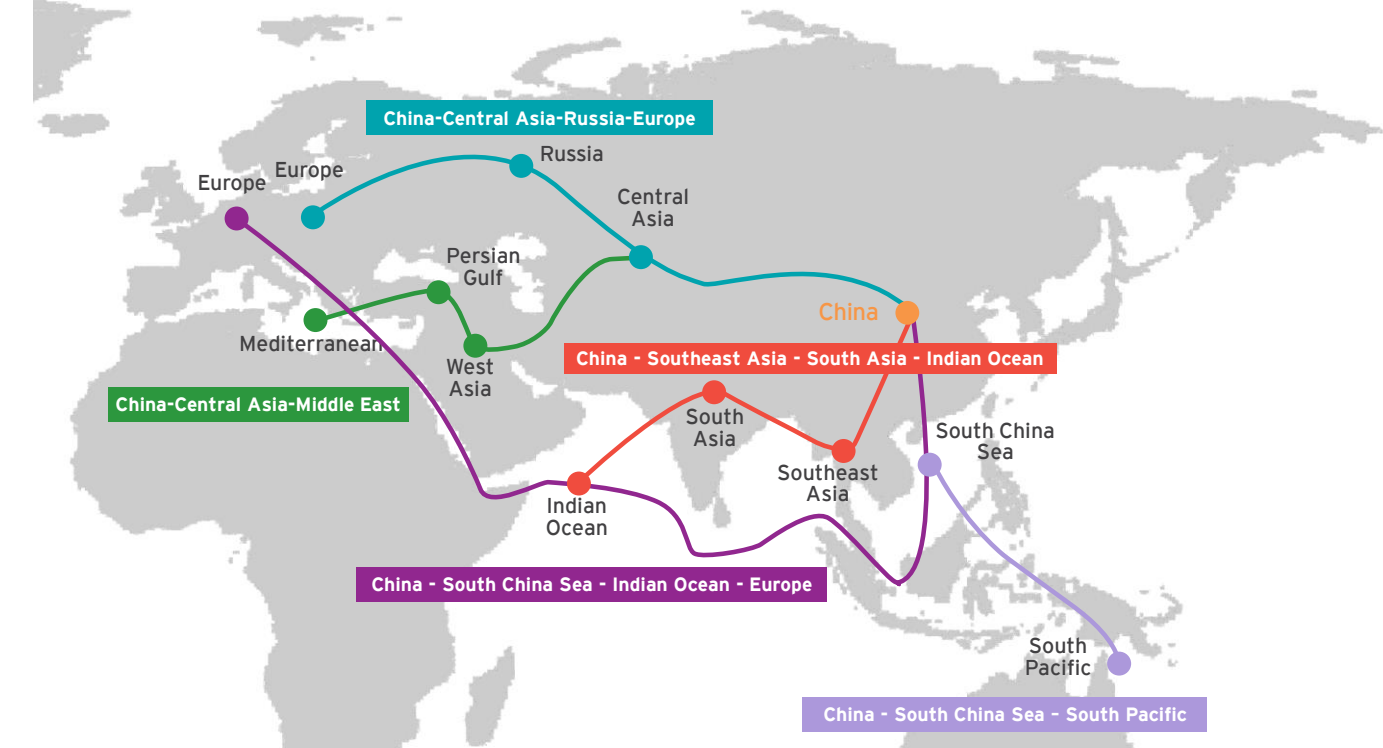 China-Central Asia-Russia-Europe
Russia
Europe
Europe
Central
Asia
Persian
Gulf
China
Mediterranean
China - Southeast Asia - South Asia - Indian Ocean
West
Asia
China-Central Asia-Middle East
South
Asia
South China
Sea
Southeast
Asia
Indian
Ocean
China - South China Sea - Indian Ocean - Europe
South
Pacific
China - South China Sea – South Pacific